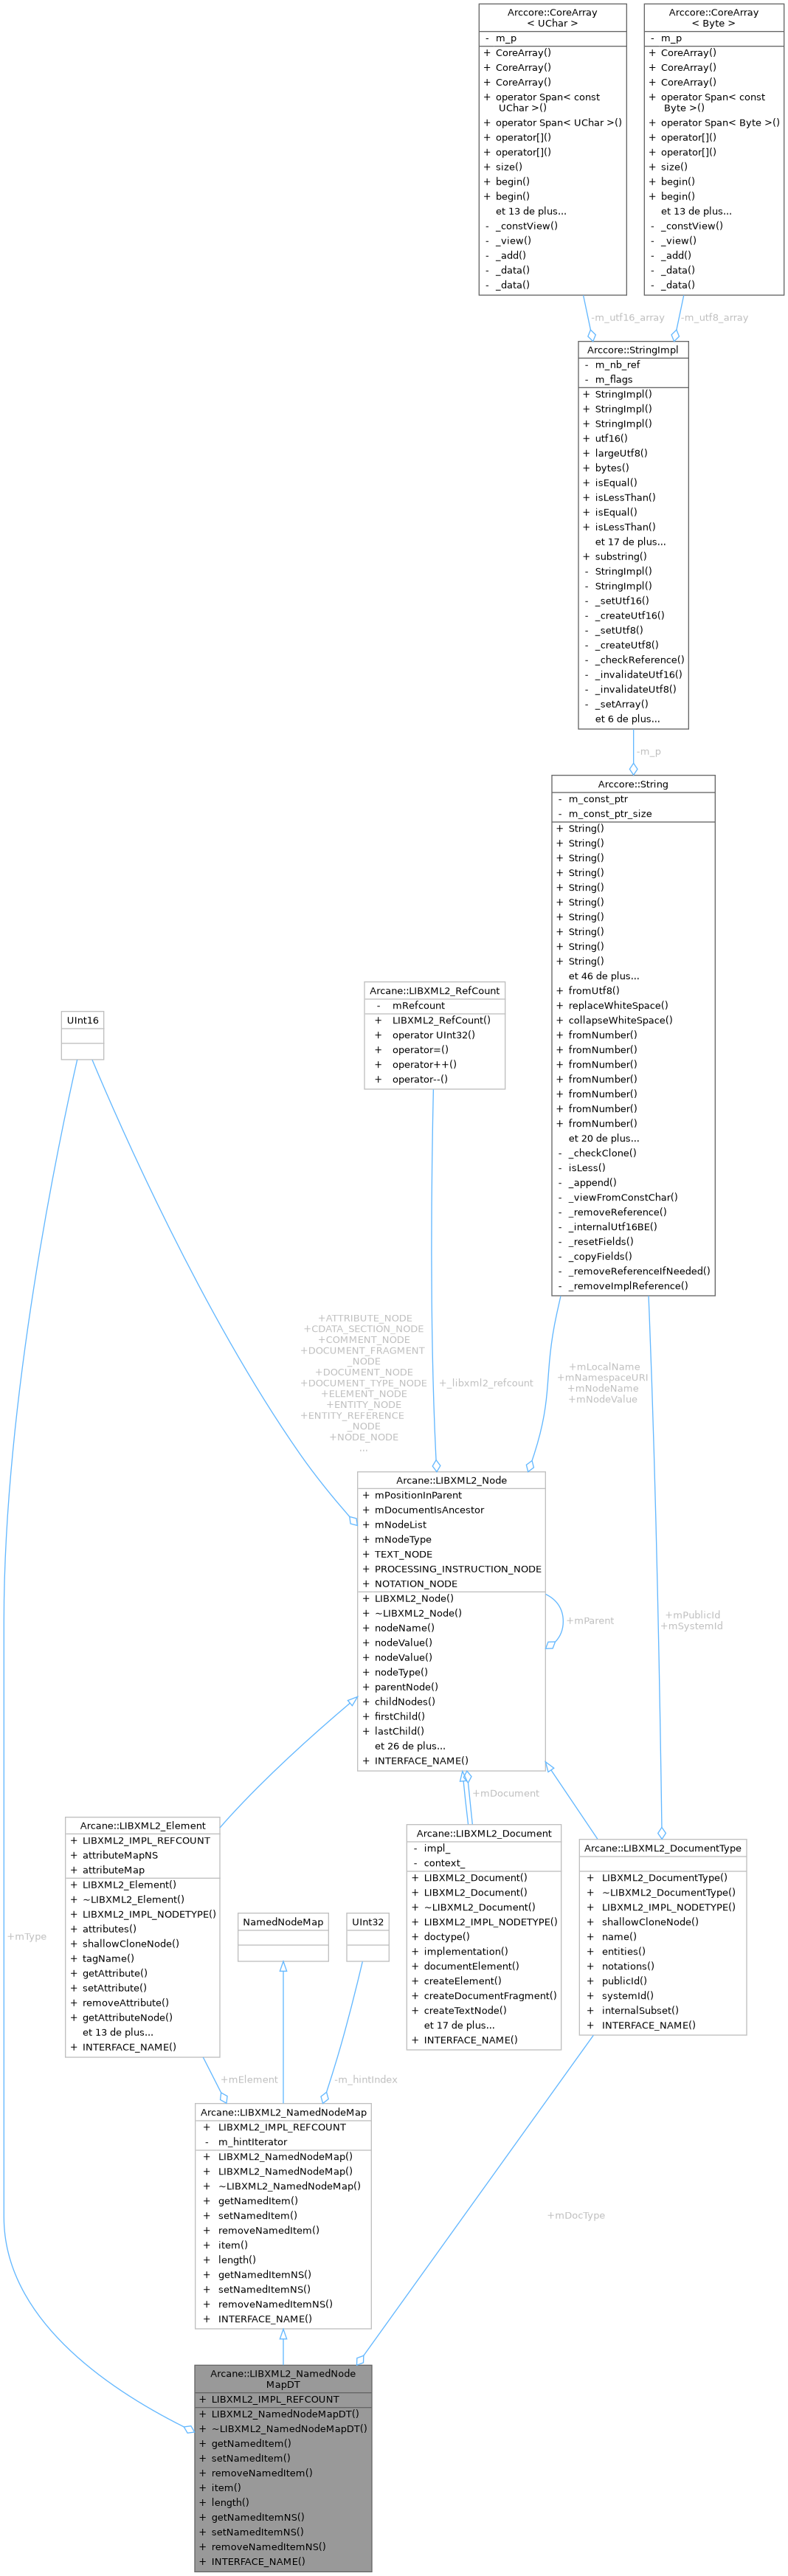 Arccore::CoreArray
< UChar >
- m_p
+ CoreArray()
+ CoreArray()
+ CoreArray()
+ operator Span< const
UChar >()
+ operator Span< UChar >()
+ operator[]()
+ operator[]()
+ size()
+ begin()
+ begin()
et 13 de plus...
- _constView()
- _view()
- _add()
- _data()
- _data()
Arccore::CoreArray
< Byte >
- m_p
+ CoreArray()
+ CoreArray()
+ CoreArray()
+ operator Span< const
Byte >()
+ operator Span< Byte >()
+ operator[]()
+ operator[]()
+ size()
+ begin()
+ begin()
et 13 de plus...
- _constView()
- _view()
- _add()
- _data()
- _data()
-m_utf16_array
-m_utf8_array
Arccore::StringImpl
- m_nb_ref
- m_flags
+ StringImpl()
+ StringImpl()
+ StringImpl()
+ utf16()
+ largeUtf8()
+ bytes()
+ isEqual()
+ isLessThan()
+ isEqual()
+ isLessThan()
et 17 de plus...
+ substring()
- StringImpl()
- StringImpl()
- _setUtf16()
- _createUtf16()
- _setUtf8()
- _createUtf8()
- _checkReference()
- _invalidateUtf16()
- _invalidateUtf8()
- _setArray()
et 6 de plus...
-m_p
Arccore::String
- m_const_ptr
- m_const_ptr_size
+ String()
+ String()
+ String()
+ String()
+ String()
+ String()
+ String()
+ String()
+ String()
+ String()
et 46 de plus...
+ fromUtf8()
+ replaceWhiteSpace()
+ collapseWhiteSpace()
+ fromNumber()
+ fromNumber()
+ fromNumber()
+ fromNumber()
+ fromNumber()
+ fromNumber()
+ fromNumber()
et 20 de plus...
- _checkClone()
- isLess()
- _append()
- _viewFromConstChar()
- _removeReference()
- _internalUtf16BE()
- _resetFields()
- _copyFields()
- _removeReferenceIfNeeded()
- _removeImplReference()
Arcane::LIBXML2_RefCount
- mRefcount
+ LIBXML2_RefCount()
+ operator UInt32()
+ operator=()
+ operator++()
+ operator--()
UInt16
+ATTRIBUTE_NODE
+CDATA_SECTION_NODE
+COMMENT_NODE
+DOCUMENT_FRAGMENT
_NODE
+DOCUMENT_NODE
+DOCUMENT_TYPE_NODE
+ELEMENT_NODE
+ENTITY_NODE
+ENTITY_REFERENCE
_NODE
+NODE_NODE
...
+_libxml2_refcount
+mLocalName
+mNamespaceURI
+mNodeName
+mNodeValue
Arcane::LIBXML2_Node
+ mPositionInParent
+ mDocumentIsAncestor
+ mNodeList
+ mNodeType
+ TEXT_NODE
+ PROCESSING_INSTRUCTION_NODE
+ NOTATION_NODE
+ LIBXML2_Node()
+ ~LIBXML2_Node()
+ nodeName()
+ nodeValue()
+ nodeValue()
+ nodeType()
+ parentNode()
+ childNodes()
+ firstChild()
+ lastChild()
et 26 de plus...
+ INTERFACE_NAME()
+mParent
+mPublicId
+mSystemId
+mDocument
Arcane::LIBXML2_Element
+ LIBXML2_IMPL_REFCOUNT
+ attributeMapNS
+ attributeMap
+ LIBXML2_Element()
+ ~LIBXML2_Element()
+ LIBXML2_IMPL_NODETYPE()
+ attributes()
+ shallowCloneNode()
+ tagName()
+ getAttribute()
+ setAttribute()
+ removeAttribute()
+ getAttributeNode()
et 13 de plus...
+ INTERFACE_NAME()
NamedNodeMap
UInt32
Arcane::LIBXML2_Document
- impl_
- context_
+ LIBXML2_Document()
+ LIBXML2_Document()
+ ~LIBXML2_Document()
+ LIBXML2_IMPL_NODETYPE()
+ doctype()
+ implementation()
+ documentElement()
+ createElement()
+ createDocumentFragment()
+ createTextNode()
et 17 de plus...
+ INTERFACE_NAME()
Arcane::LIBXML2_DocumentType
+ LIBXML2_DocumentType()
+ ~LIBXML2_DocumentType()
+ LIBXML2_IMPL_NODETYPE()
+ shallowCloneNode()
+ name()
+ entities()
+ notations()
+ publicId()
+ systemId()
+ internalSubset()
+ INTERFACE_NAME()
+mType
+mElement
-m_hintIndex
Arcane::LIBXML2_NamedNodeMap
+ LIBXML2_IMPL_REFCOUNT
- m_hintIterator
+ LIBXML2_NamedNodeMap()
+ LIBXML2_NamedNodeMap()
+ ~LIBXML2_NamedNodeMap()
+ getNamedItem()
+ setNamedItem()
+ removeNamedItem()
+ item()
+ length()
+ getNamedItemNS()
+ setNamedItemNS()
+ removeNamedItemNS()
+ INTERFACE_NAME()
+mDocType
Arcane::LIBXML2_NamedNode
MapDT
+ LIBXML2_IMPL_REFCOUNT
+ LIBXML2_NamedNodeMapDT()
+ ~LIBXML2_NamedNodeMapDT()
+ getNamedItem()
+ setNamedItem()
+ removeNamedItem()
+ item()
+ length()
+ getNamedItemNS()
+ setNamedItemNS()
+ removeNamedItemNS()
+ INTERFACE_NAME()